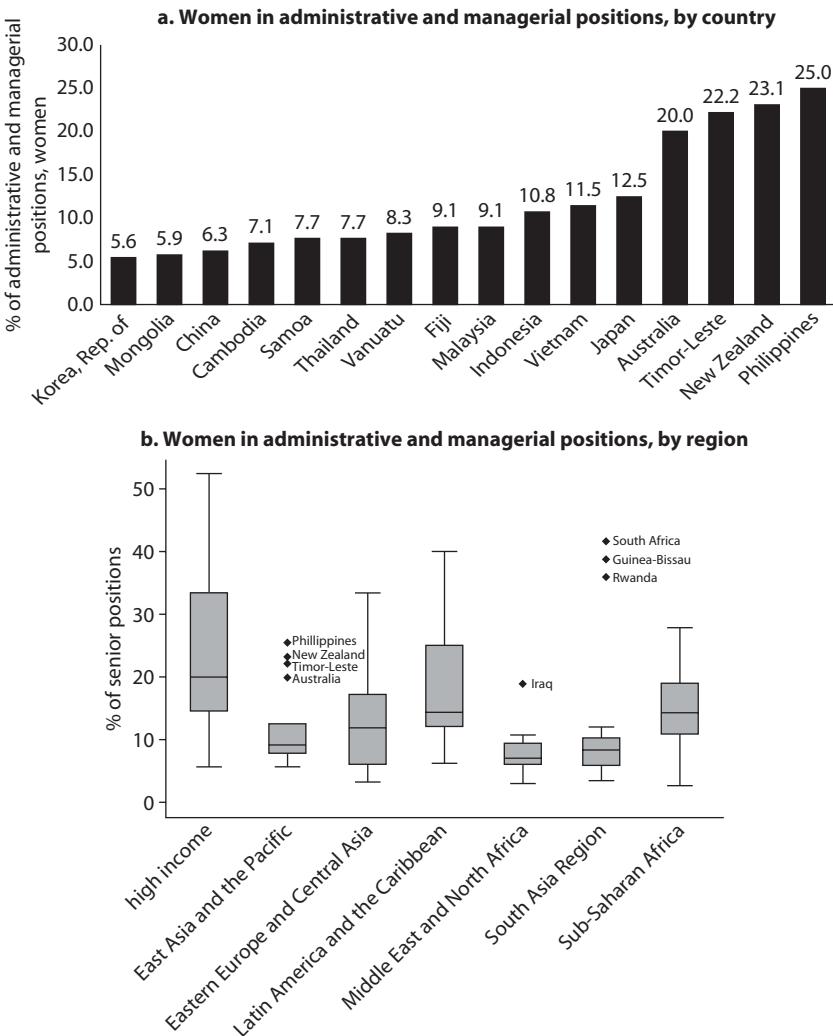 a. Women in administrative and managerial positions, by country
% of administrative and managerial
positions, women
30.0
25.0
20.0
15.0
10.0
5.0
0.0
5.6
5.9
6.3
7.1
7.7
7.7
8.3
9.1
9.1
10.8
11.5
12.5
20.0
22.2
23.1
25.0
Korea, Rep. of
Mongolia
China
Cambodia
Samoa
Thailand
Vanuatu
Fiji
Malaysia
Indonesia
Vietnam
Japan
Australia
Timor-Leste
New Zealand
Philippines
b. Women in administrative and managerial positions, by region
% of senior positions
50
40
30
20
10
0
Phillippines
New Zealand
Timor-Leste
Australia
Iraq
South Africa
Guinea-Bissau
Rwanda
high income
East Asia and the Pacific
Eastern Europe and Central Asia
Latin America and the Caribbean
Middle East and North Africa
South Asia Region
Sub-Saharan Africa